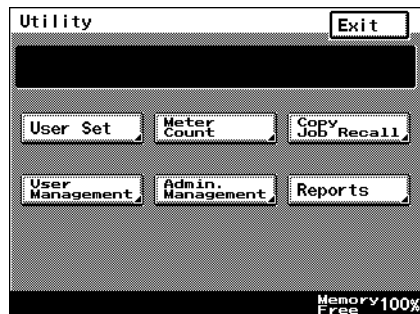 Utility
Exit
User Set
Meter
Count
Copy
Job Recall
User
Management
Admin.
Management
Reports
Memory
Free 100%